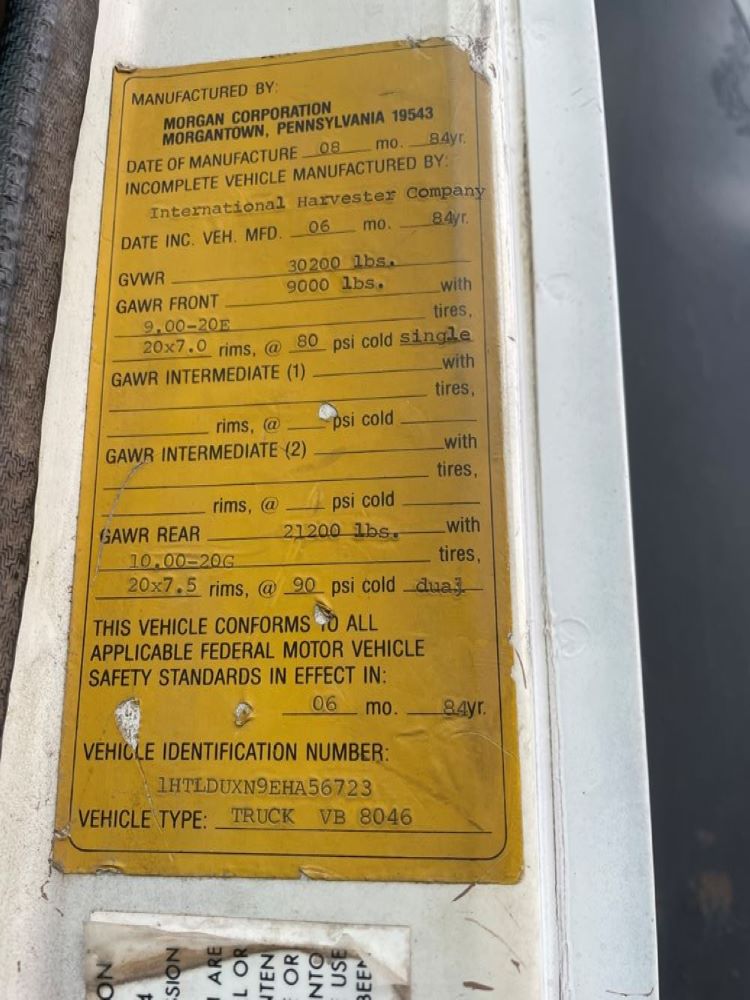 MANUFACTURED BY:
MORGAN CORPORATION
MORGANTOWN, PENNSYLVANIA 19543
DATE OF MANUFACTURE 08 mo. 84yr.
INCOMPLETE VEHICLE MANUFACTURED BY:
International Harvester Company
DATE INC. VEH. MFD. 06 mo. 84yr.
GVWR 30200 lbs.
GAWR FRONT 9000 lbs. with
9.00-20E tires,
20x7.0 rims, @ 80 psi cold single
GAWR INTERMEDIATE (1) with
tires,
rims, @ psi cold
GAWR INTERMEDIATE (2) with
tires,
rims, @ psi cold
GAWR REAR 21200 lbs. with
10.00-20G tires,
20x7.5 rims, @ 90 psi cold dual
THIS VEHICLE CONFORMS TO ALL
APPLICABLE FEDERAL MOTOR VEHICLE
SAFETY STANDARDS IN EFFECT IN:
06 mo. 84yr.
VEHICLE IDENTIFICATION NUMBER:
1HTLDUXN9EHA56723
VEHICLE TYPE: TRUCK VB 8046